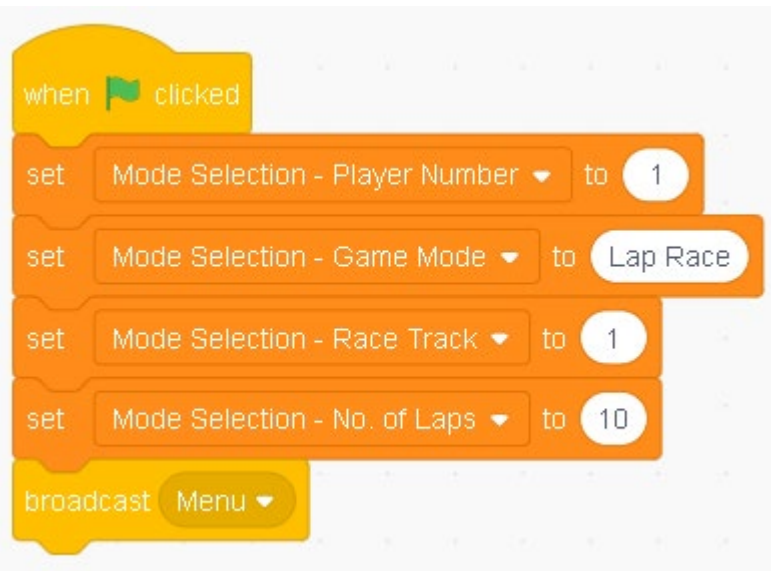 when clicked
set Mode Selection - Player Number to 1
set Mode Selection - Game Mode to Lap Race
set Mode Selection - Race Track to 1
set Mode Selection - No. of Laps to 10
broadcast Menu